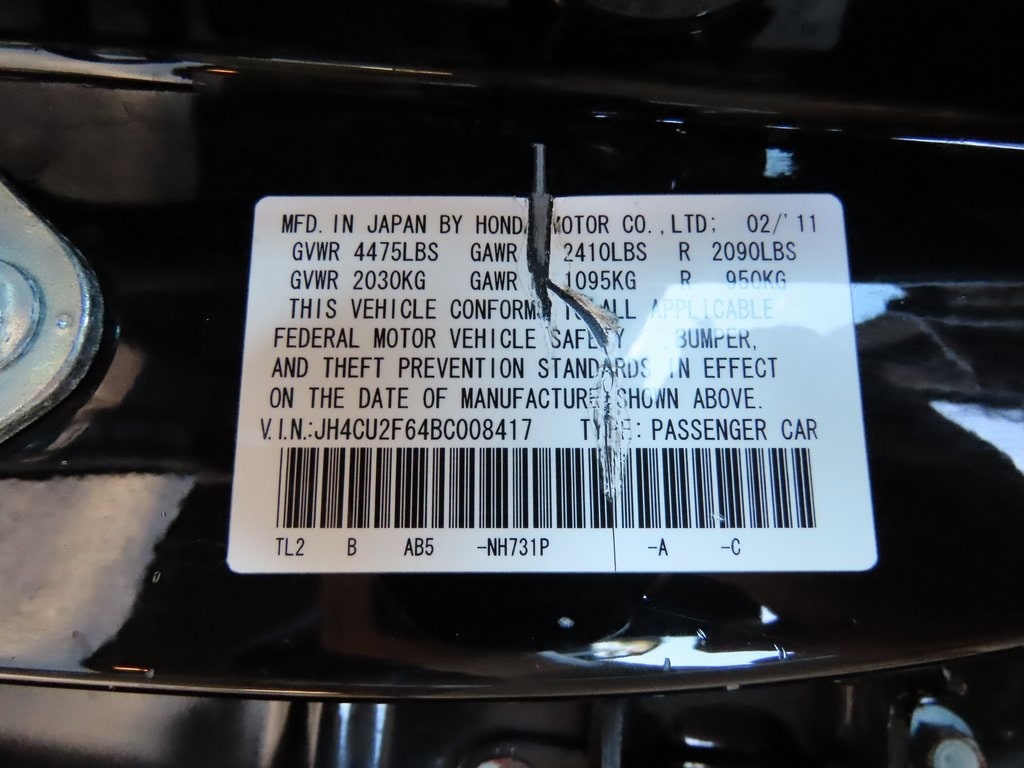 MFD. IN JAPAN BY HOND MOTOR CO.,LTD; 02/'11
GVWR 4475LBS GAWR 2410LBS R 2090LBS
GVWR 2030KG GAWR 1095KG R 950KG
THIS VEHICLE CONFORMS TO ALL APPLICABLE
FEDERAL MOTOR VEHICLE SAFETY BUMPER,
AND THEFT PREVENTION STANDARDS IN EFFECT
ON THE DATE OF MANUFACTURE SHOWN ABOVE.
V.I.N.:JH4CU2F64BC008417 TYPE: PASSENGER CAR
TL2 B AB5 -NH731P -A -C